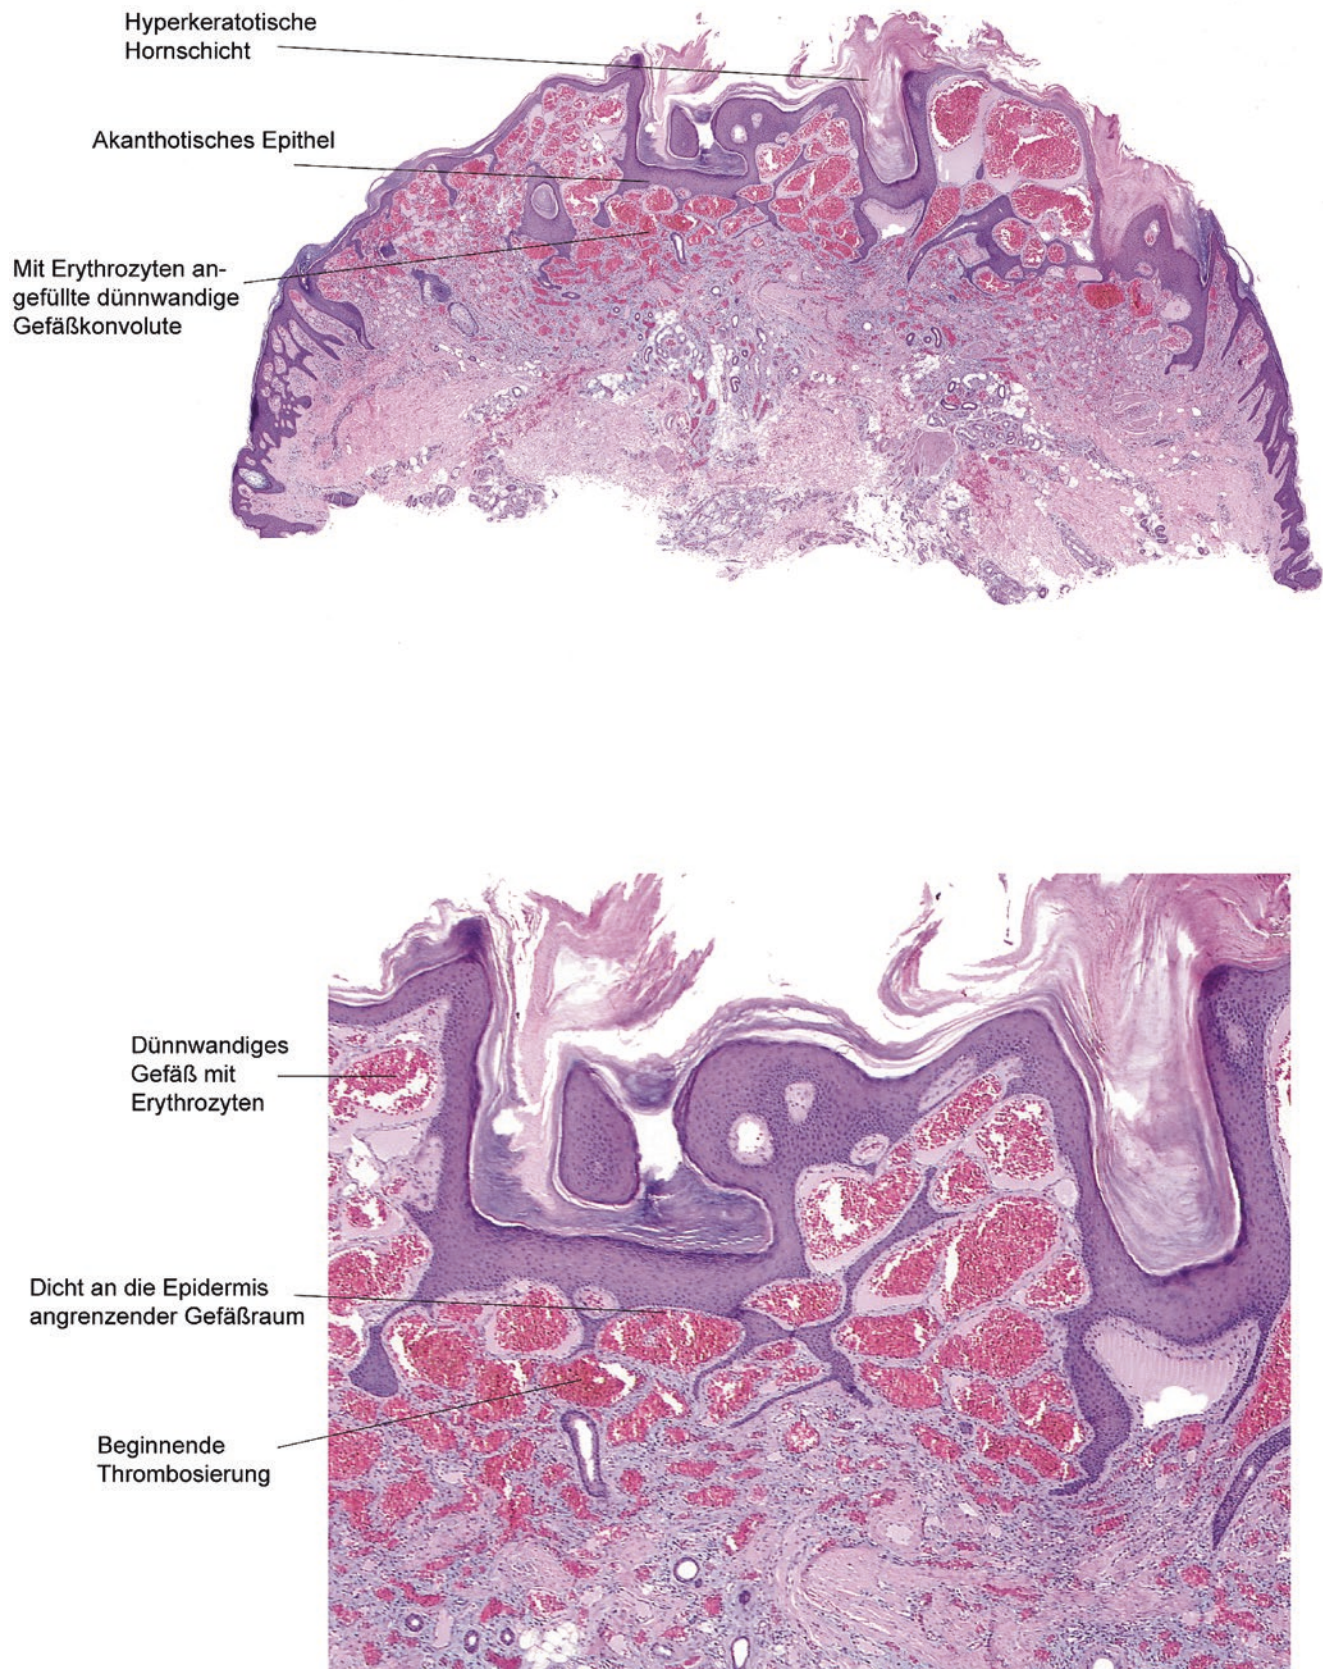 Hyperkeratotische
Hornschicht
Akanthotisches Epithel
Mit Erythrozyten an-
gefüllte dünnwandige
Gefäßkonvolute
Dünnwandiges
Gefäß mit
Erythrozyten
Dicht an die Epidermis
angrenzender Gefäßraum
Beginnende
Thrombosierung